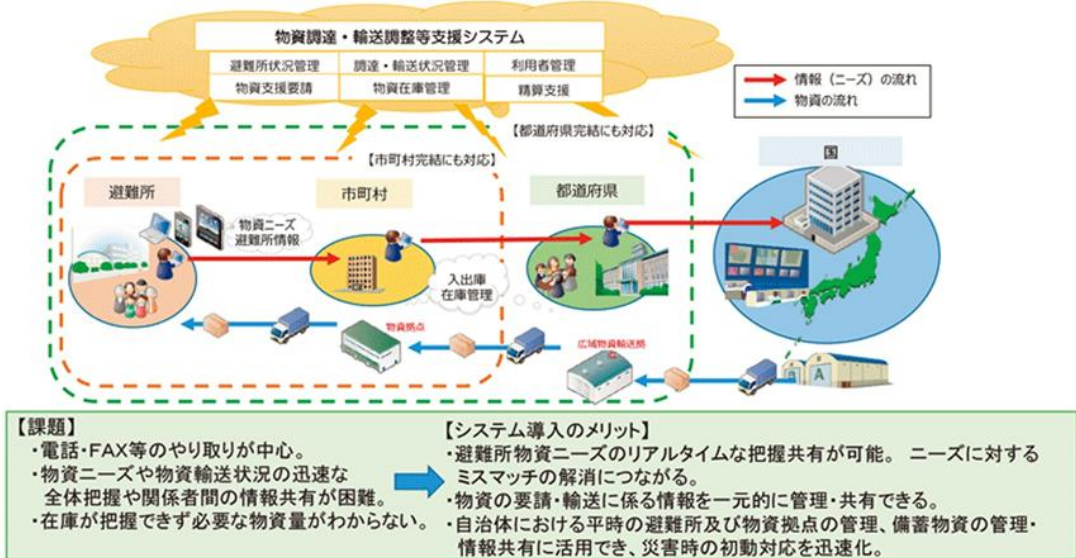 物資調達・輸送調整等支援システム
避難所状況管理 調達・輸送状況管理 利用者管理
物資支援要請 物資在庫管理 精算支援
情報（ニーズ）の流れ
物資の流れ
【都道府県完結にも対応】
【市町村完結にも対応】
国
避難所
市町村
都道府県
物資ニーズ
避難所情報
入出庫
在庫管理
物資拠点
広域物資輸送拠
点
A
【課題】
・電話・FAX等のやり取りが中心。
・物資ニーズや物資輸送状況の迅速な
全体把握や関係者間の情報共有が困難。
・在庫が把握できず必要な物資量がわからない。
【システム導入のメリット】
・避難所物資ニーズのリアルタイムな把握共有が可能。 ニーズに対する
ミスマッチの解消につながる。
・物資の要請・輸送に係る情報を一元的に管理・共有できる。
・自治体における平時の避難所及び物資拠点の管理、備蓄物資の管理・
情報共有に活用でき、災害時の初動対応を迅速化。